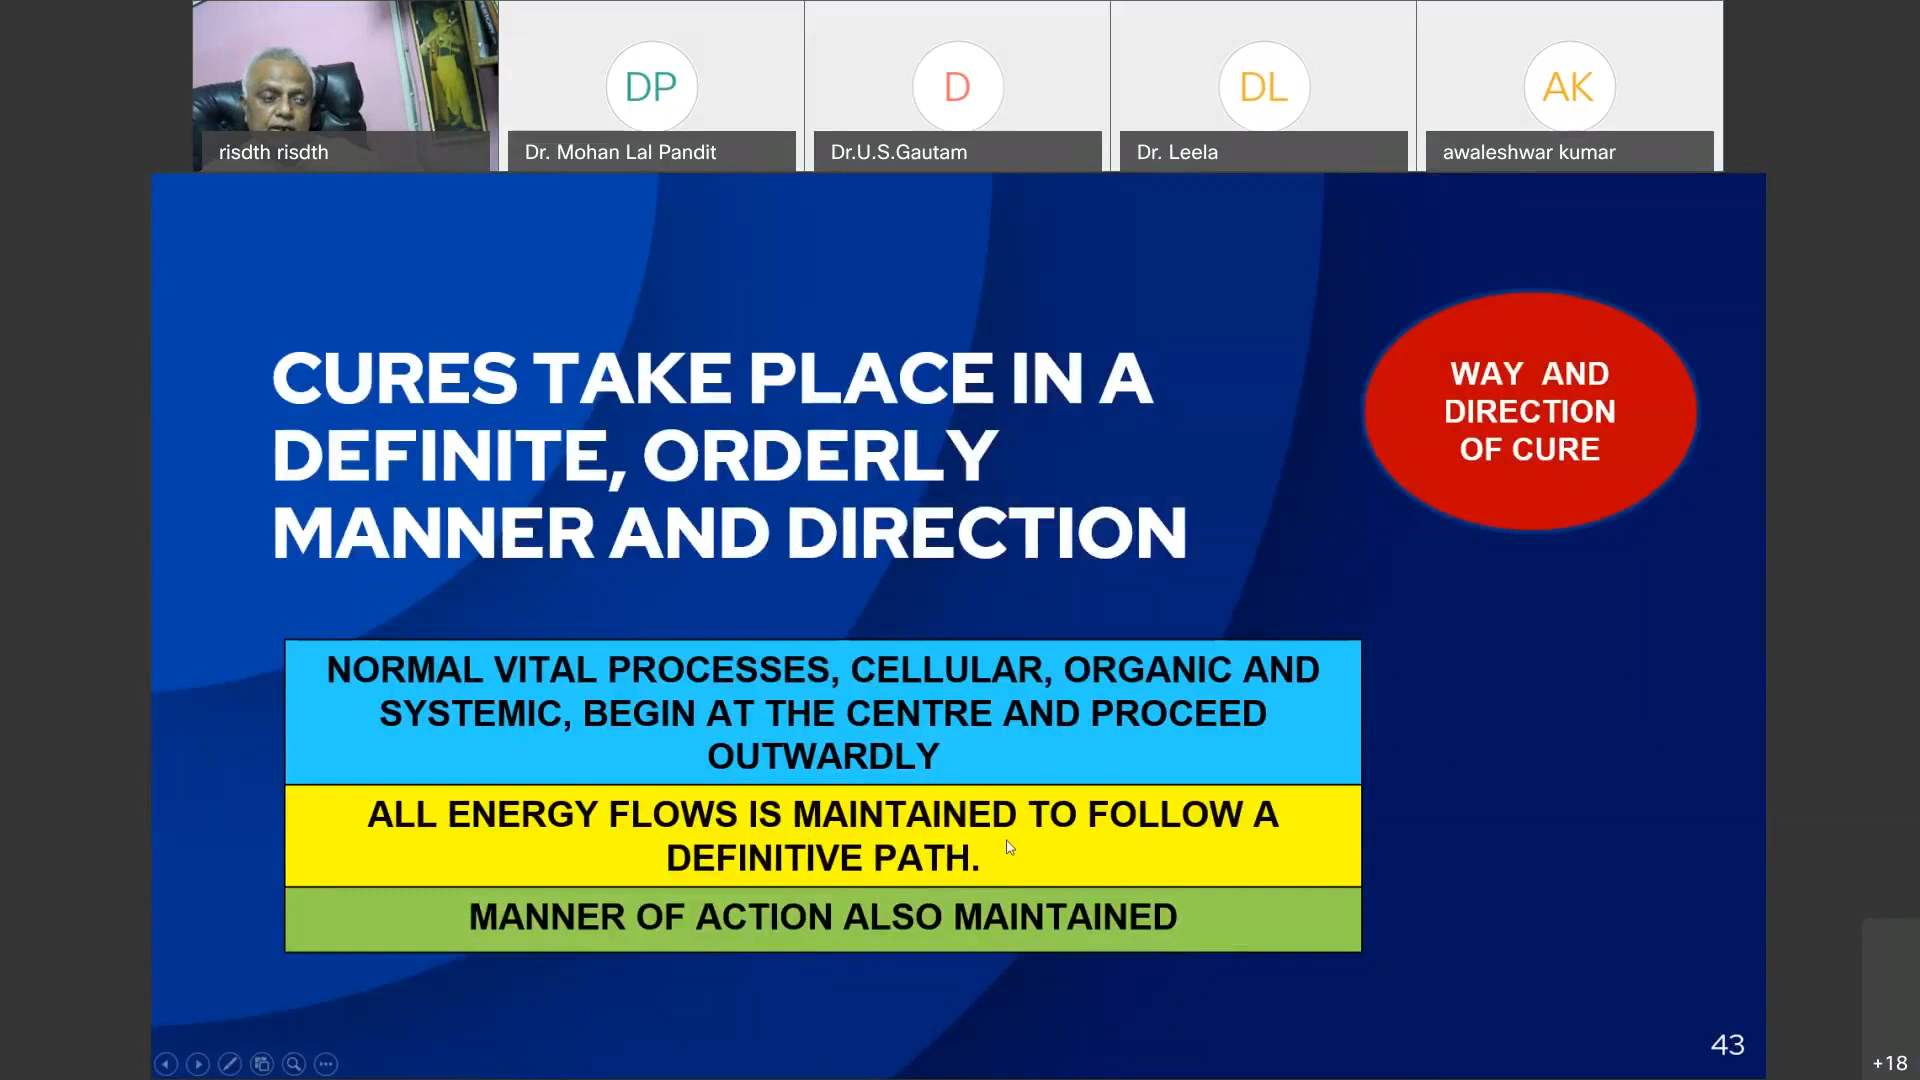 DP
D
DL
AK
risdth risdth
Dr. Mohan Lal Pandit
Dr.U.S.Gautam
Dr. Leela
awaleshwar kumar
CURES TAKE PLACE IN A
DEFINITE, ORDERLY
MANNER AND DIRECTION
WAY AND
DIRECTION
OF CURE
NORMAL VITAL PROCESSES, CELLULAR, ORGANIC AND
SYSTEMIC, BEGIN AT THE CENTRE AND PROCEED
OUTWARDLY
ALL ENERGY FLOWS IS MAINTAINED TO FOLLOW A
DEFINITIVE PATH.
MANNER OF ACTION ALSO MAINTAINED
43
+18